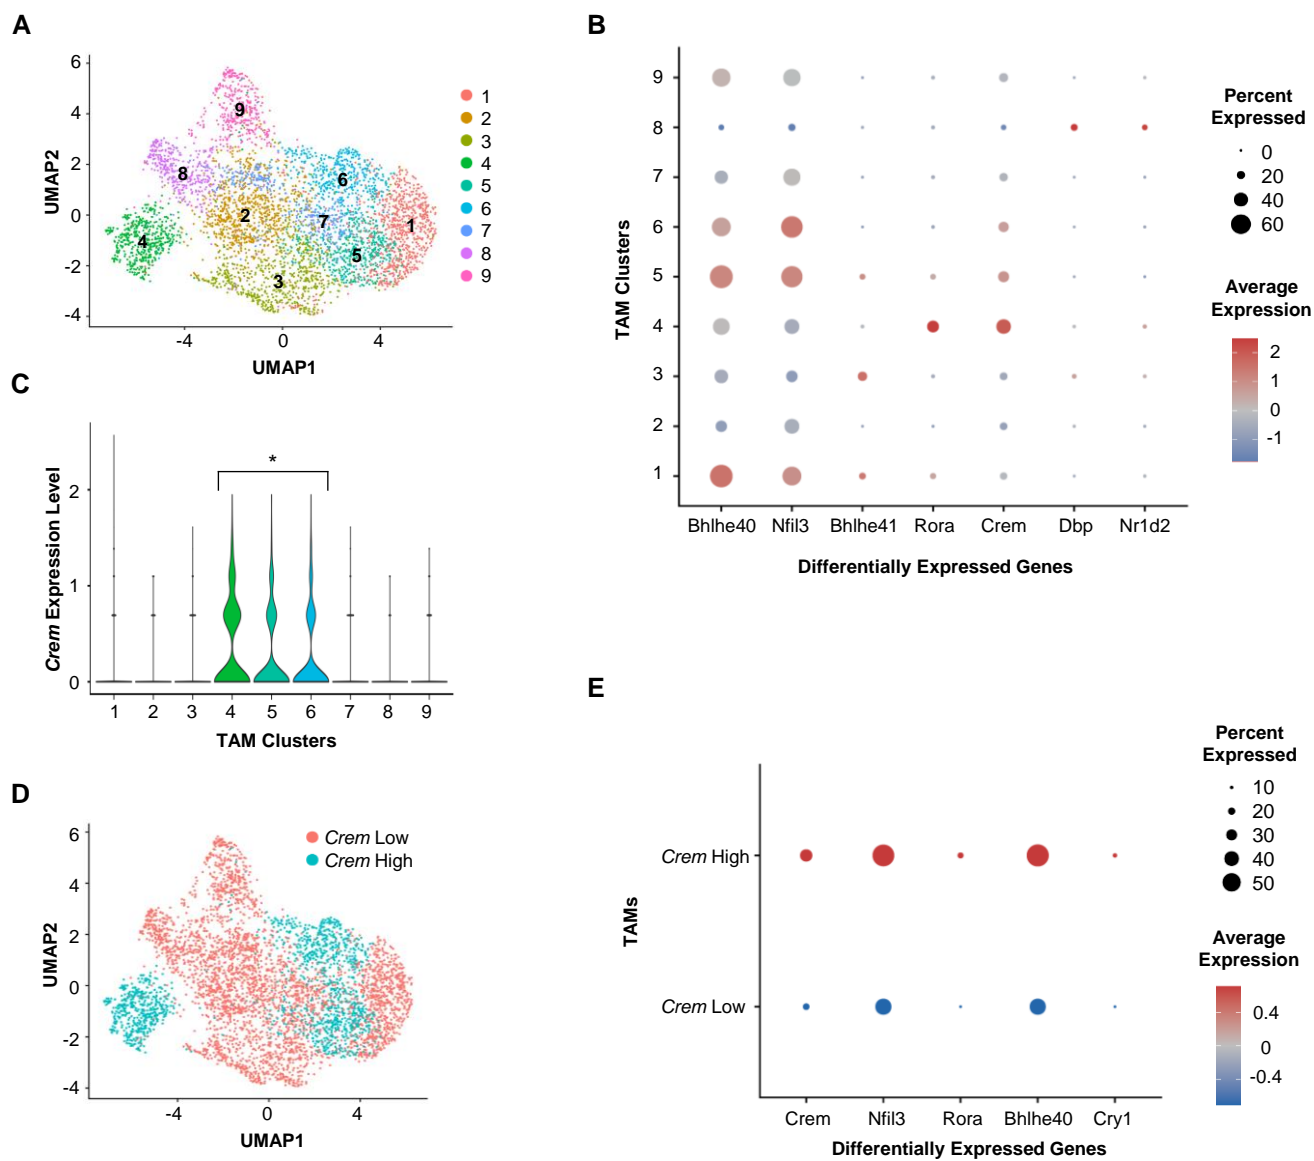 A
6
4
2
0
-2
-4
UMAP2
-4
0
4
UMAP1
1
2
3
4
5
6
7
8
9
1
2
3
4
5
6
7
8
9
B
9
8
7
6
5
4
3
2
1
TAM Clusters
Bhlhe40 Nfil3 Bhlhe41 Rora Crem Dbp Nr1d2
Differentially Expressed Genes
Percent
Expressed
0
20
40
60
Average
Expression
2
1
0
-1
C
Crem Expression Level
2
1
0
*
1 2 3 4 5 6 7 8 9
TAM Clusters
D
6
4
2
0
-2
-4
UMAP2
-4 0 4
UMAP1
Crem Low
Crem High
E
TAMs
Crem High
Crem Low
Crem Nfil3 Rora Bhlhe40 Cry1
Differentially Expressed Genes
Percent
Expressed
10
20
30
40
50
Average
Expression
0.4
0
-0.4